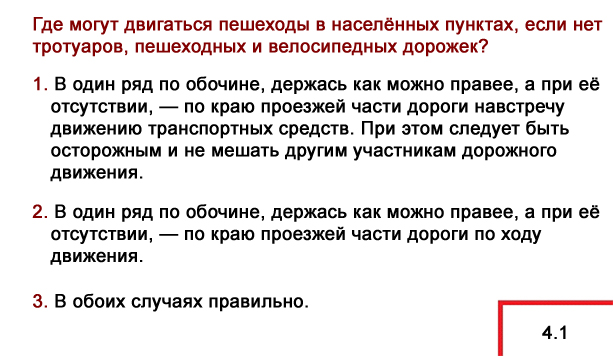 Где могут двигаться пешеходы в населённых пунктах, если нет
тротуаров, пешеходных и велосипедных дорожек?
1. В один ряд по обочине, держась как можно правее, а при её
отсутствии, — по краю проезжей части дороги навстречу
движению транспортных средств. При этом следует быть
осторожным и не мешать другим участникам дорожного
движения.
2. В один ряд по обочине, держась как можно правее, а при её
отсутствии, — по краю проезжей части дороги по ходу
движения.
3. В обоих случаях правильно.
4.1